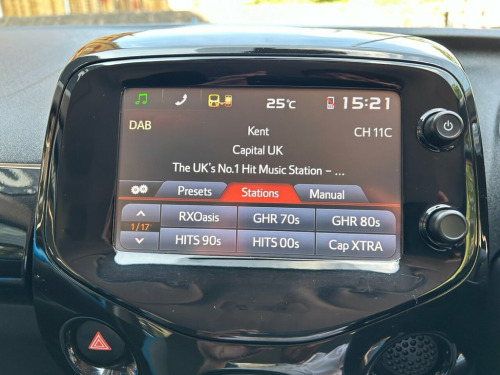 25°C 15:21
DAB
Kent CH 11C
Capital UK
The UK's No.1 Hit Music Station – ...
Presets Stations Manual
RXOasis GHR 70s GHR 80s
1/17
HITS 90s HITS 00s Cap XTRA